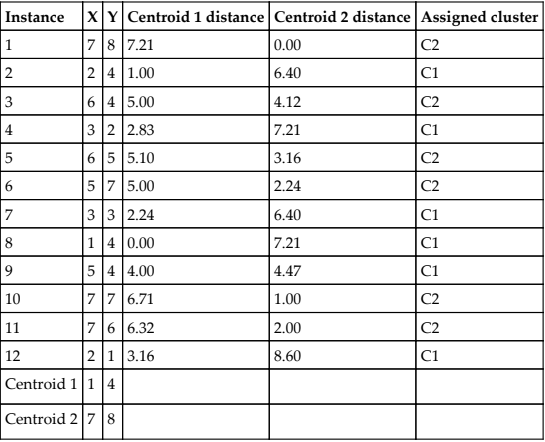 Instance X Y Centroid 1 distance Centroid 2 distance Assigned cluster
1 7 8 7.21 0.00 C2
2 2 4 1.00 6.40 C1
3 6 4 5.00 4.12 C2
4 3 2 2.83 7.21 C1
5 6 5 5.10 3.16 C2
6 5 7 5.00 2.24 C2
7 3 3 2.24 6.40 C1
8 1 4 0.00 7.21 C1
9 5 4 4.00 4.47 C1
10 7 7 6.71 1.00 C2
11 7 6 6.32 2.00 C2
12 2 1 3.16 8.60 C1
Centroid 1 1 4
Centroid 2 7 8